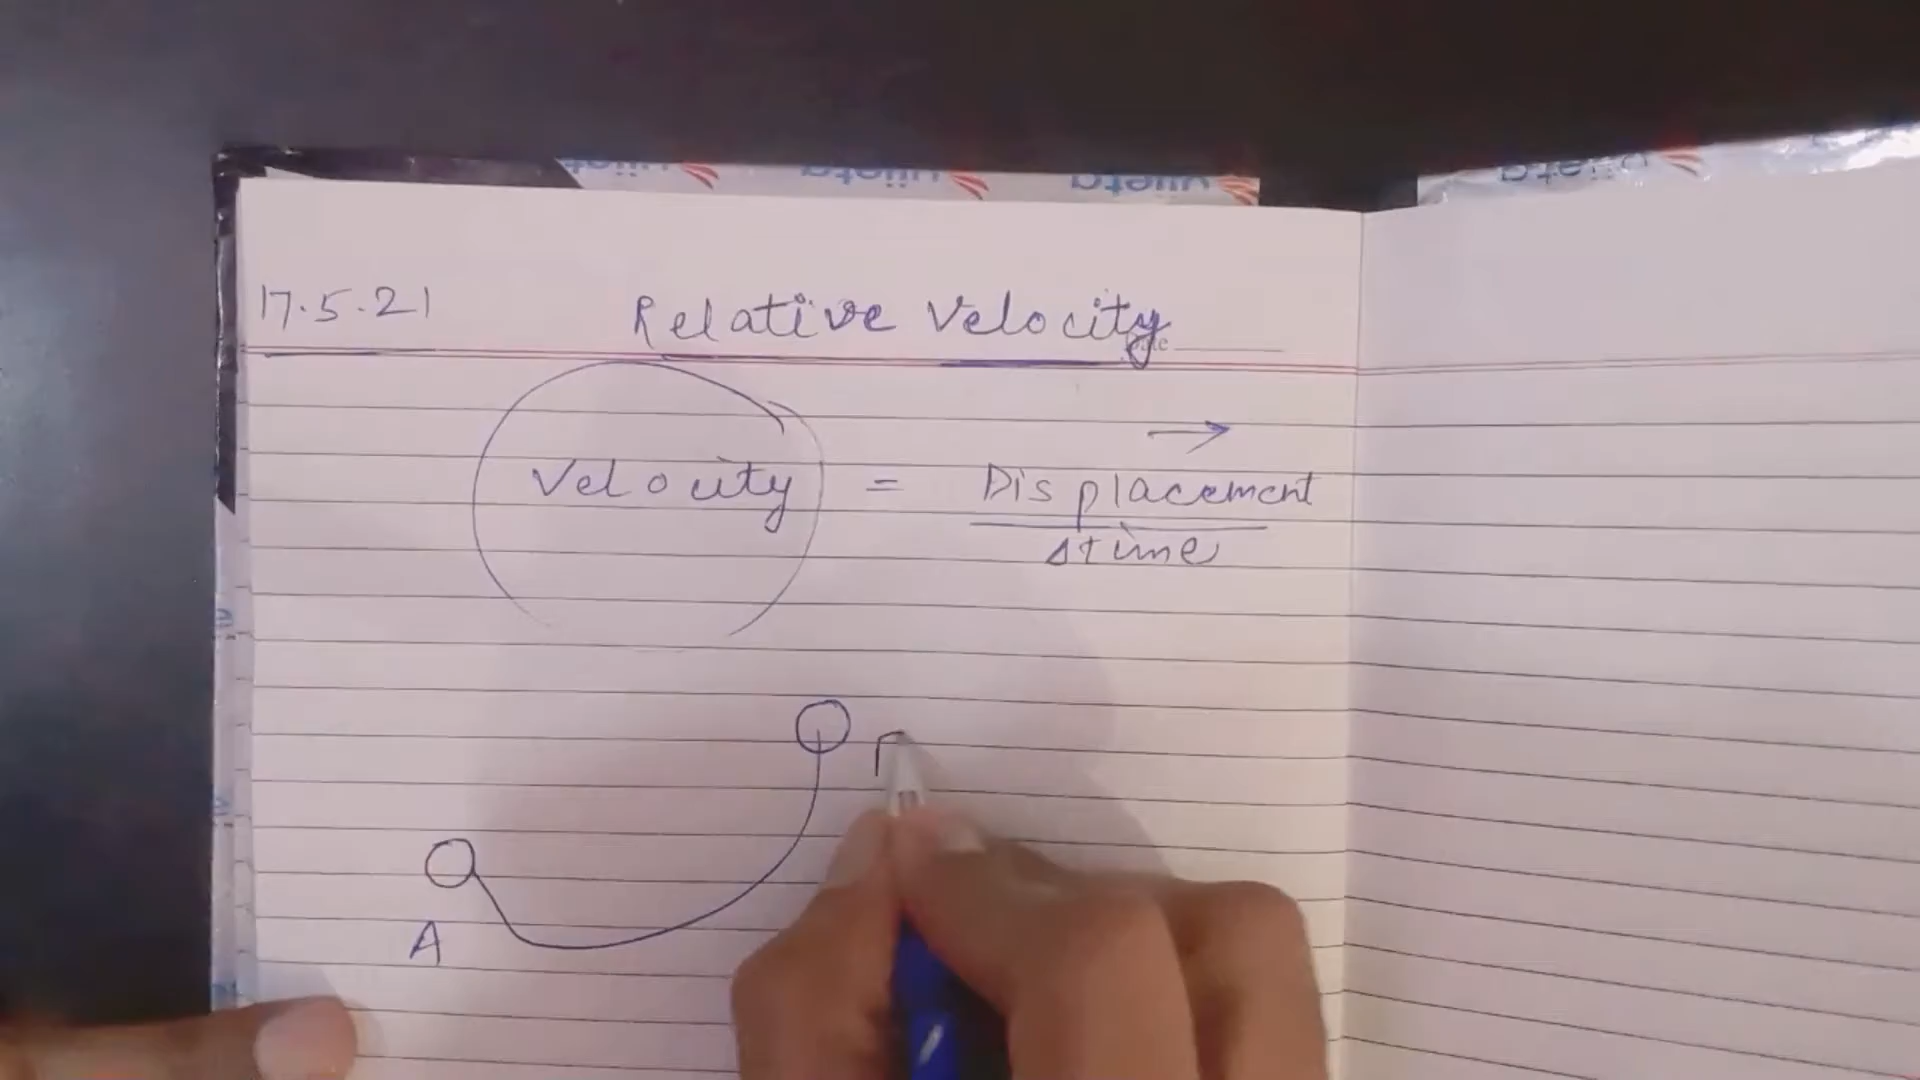 17.5.21
Relative Velocity
Velocity = Displacement
Δtime
A